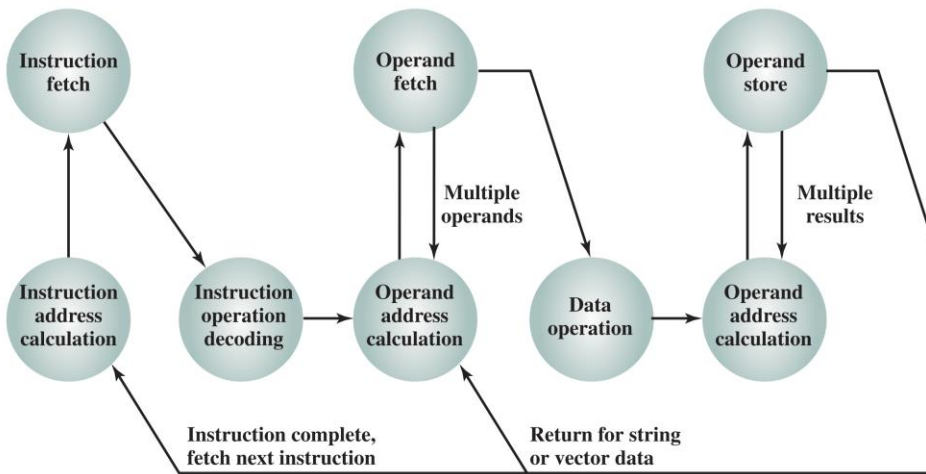 Instruction
fetch
Operand
fetch
Operand
store
Multiple
operands
Multiple
results
Instruction
address
calculation
Instruction
operation
decoding
Operand
address
calculation
Data
operation
Operand
address
calculation
Instruction complete,
fetch next instruction
Return for string
or vector data